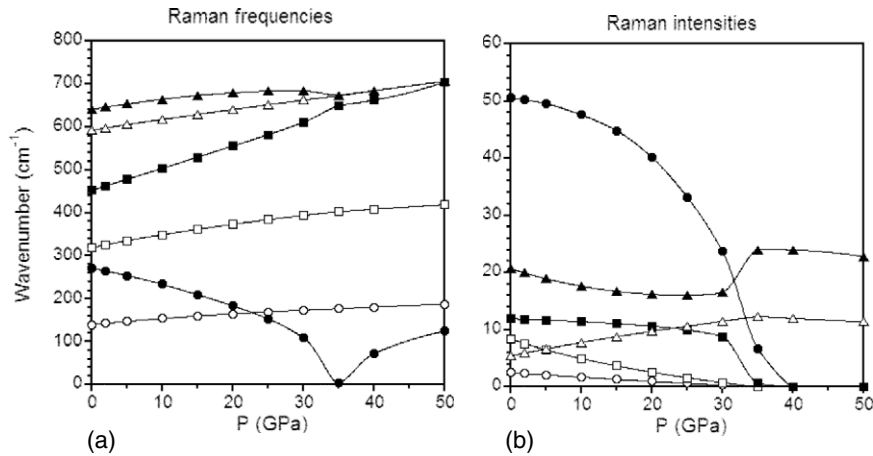 Raman frequencies
800
700
600
500
400
300
200
100
0
Wavenumber (cm⁻¹)
0 10 20 30 40 50
P (GPa)
(a)
Raman intensities
60
50
40
30
20
10
0
0 10 20 30 40 50
P (GPa)
(b)